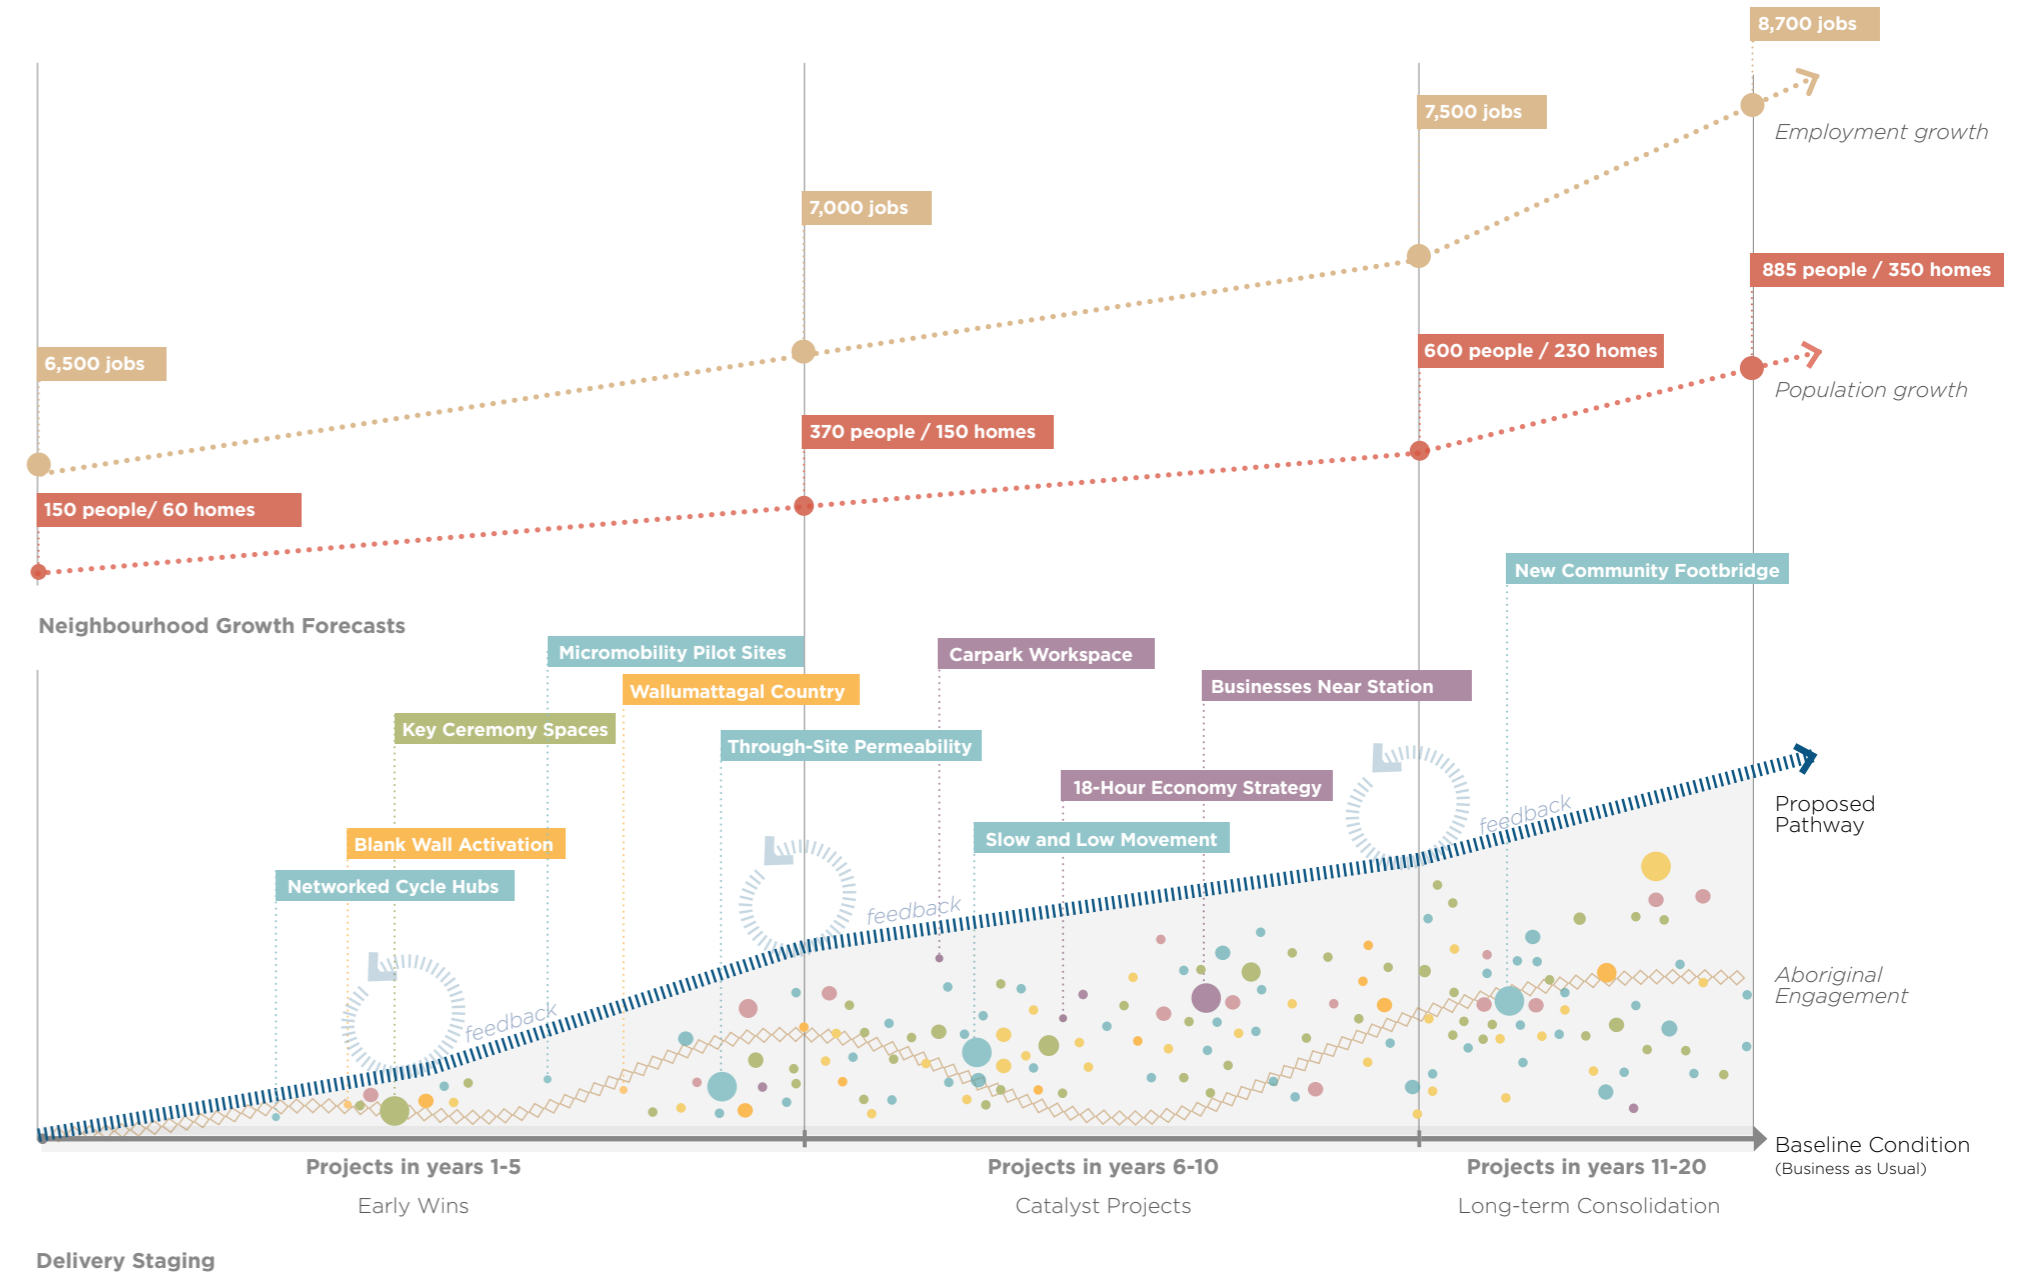 8,700 jobs
7,500 jobs
Employment growth
7,000 jobs
885 people / 350 homes
600 people / 230 homes
6,500 jobs
Population growth
370 people / 150 homes
150 people/ 60 homes
New Community Footbridge
Neighbourhood Growth Forecasts
Micromobility Pilot Sites
Carpark Workspace
Wallumattagal Country
Businesses Near Station
Key Ceremony Spaces
Through-Site Permeability
18-Hour Economy Strategy
Proposed
Pathway
feedback
Slow and Low Movement
Blank Wall Activation
Networked Cycle Hubs
feedback
Aboriginal
Engagement
feedback
Baseline Condition
(Business as Usual)
Projects in years 1-5
Projects in years 6-10
Projects in years 11-20
Early Wins
Catalyst Projects
Long-term Consolidation
Delivery Staging